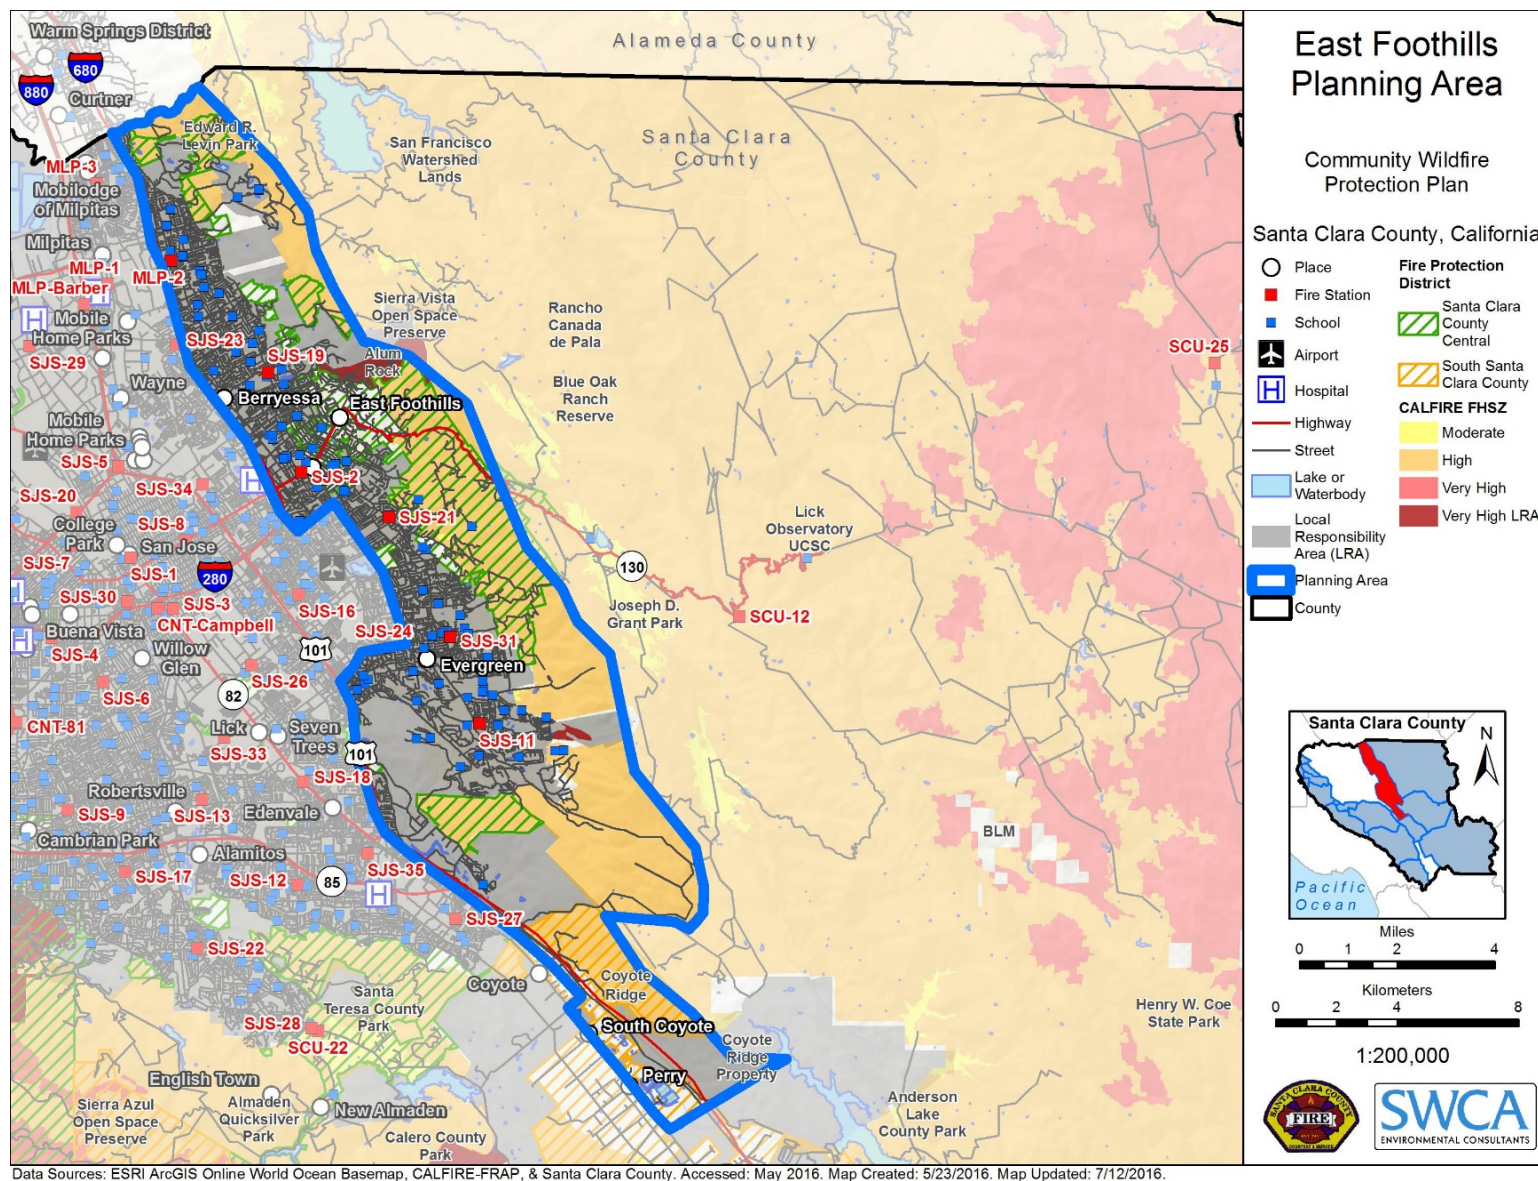 Warm Springs District
680
880
Curtner
Alameda County
Edward R.
Levin Park
San Francisco
Watershed
Lands
Santa Clara
County
MLP-3
Mobilodge
of Milpitas
Milpitas
MLP-1
MLP-2
MLP-Barber
Mobile
Home Parks
SJS-29
SJS-23
SJS-19
Sierra Vista
Open Space
Preserve
Alum
Rock
Rancho
Canada
de Pala
Blue Oak
Ranch
Reserve
SCU-25
Wayne
Berryessa
East Foothills
Mobile
Home Parks
SJS-5
SJS-2
SJS-20
SJS-34
College
Park
SJS-8
SJS-21
San Jose
SJS-7
SJS-1
280
Lick
Observatory
UCSC
130
SJS-30
SJS-3
CNT-Campbell
SJS-16
Joseph D.
Grant Park
SCU-12
Buena Vista
SJS-4
Willow
Glen
101
SJS-24
SJS-31
Evergreen
SJS-6
82
SJS-26
CNT-81
Lick
SJS-33
Seven
Trees
101
SJS-11
SJS-18
Robertsville
SJS-9
SJS-13
Edenvale
Cambrian Park
Alamitos
BLM
SJS-17
SJS-12
85
SJS-35
SJS-22
SJS-27
Coyote
Coyote
Ridge
Santa
Teresa County
Park
SJS-28
SCU-22
South Coyote
Perry
Coyote
Ridge
Property
Henry W. Coe
State Park
English Town
Sierra Azul
Open Space
Preserve
Almaden
Quicksilver
Park
New Almaden
Calero County
Park
Anderson
Lake
County Park
East Foothills
Planning Area
Community Wildfire
Protection Plan
Santa Clara County, California
Place
Fire Station
School
Airport
H Hospital
Highway
Street
Lake or
Waterbody
Local
Responsibility
Area (LRA)
Planning Area
County
Fire Protection
District
Santa Clara
County
Central
South Santa
Clara County
CALFIRE FHSZ
Moderate
High
Very High
Very High LRA
Santa Clara County
N
Pacific
Ocean
Miles
0 1 2 4
Kilometers
0 2 4 8
1:200,000
SANTA CLARA COUNTY
FIRE
SWCA
ENVIRONMENTAL CONSULTANTS
Data Sources: ESRI ArcGIS Online World Ocean Basemap, CALFIRE-FRAP, & Santa Clara County. Accessed: May 2016. Map Created: 5/23/2016. Map Updated: 7/12/2016.